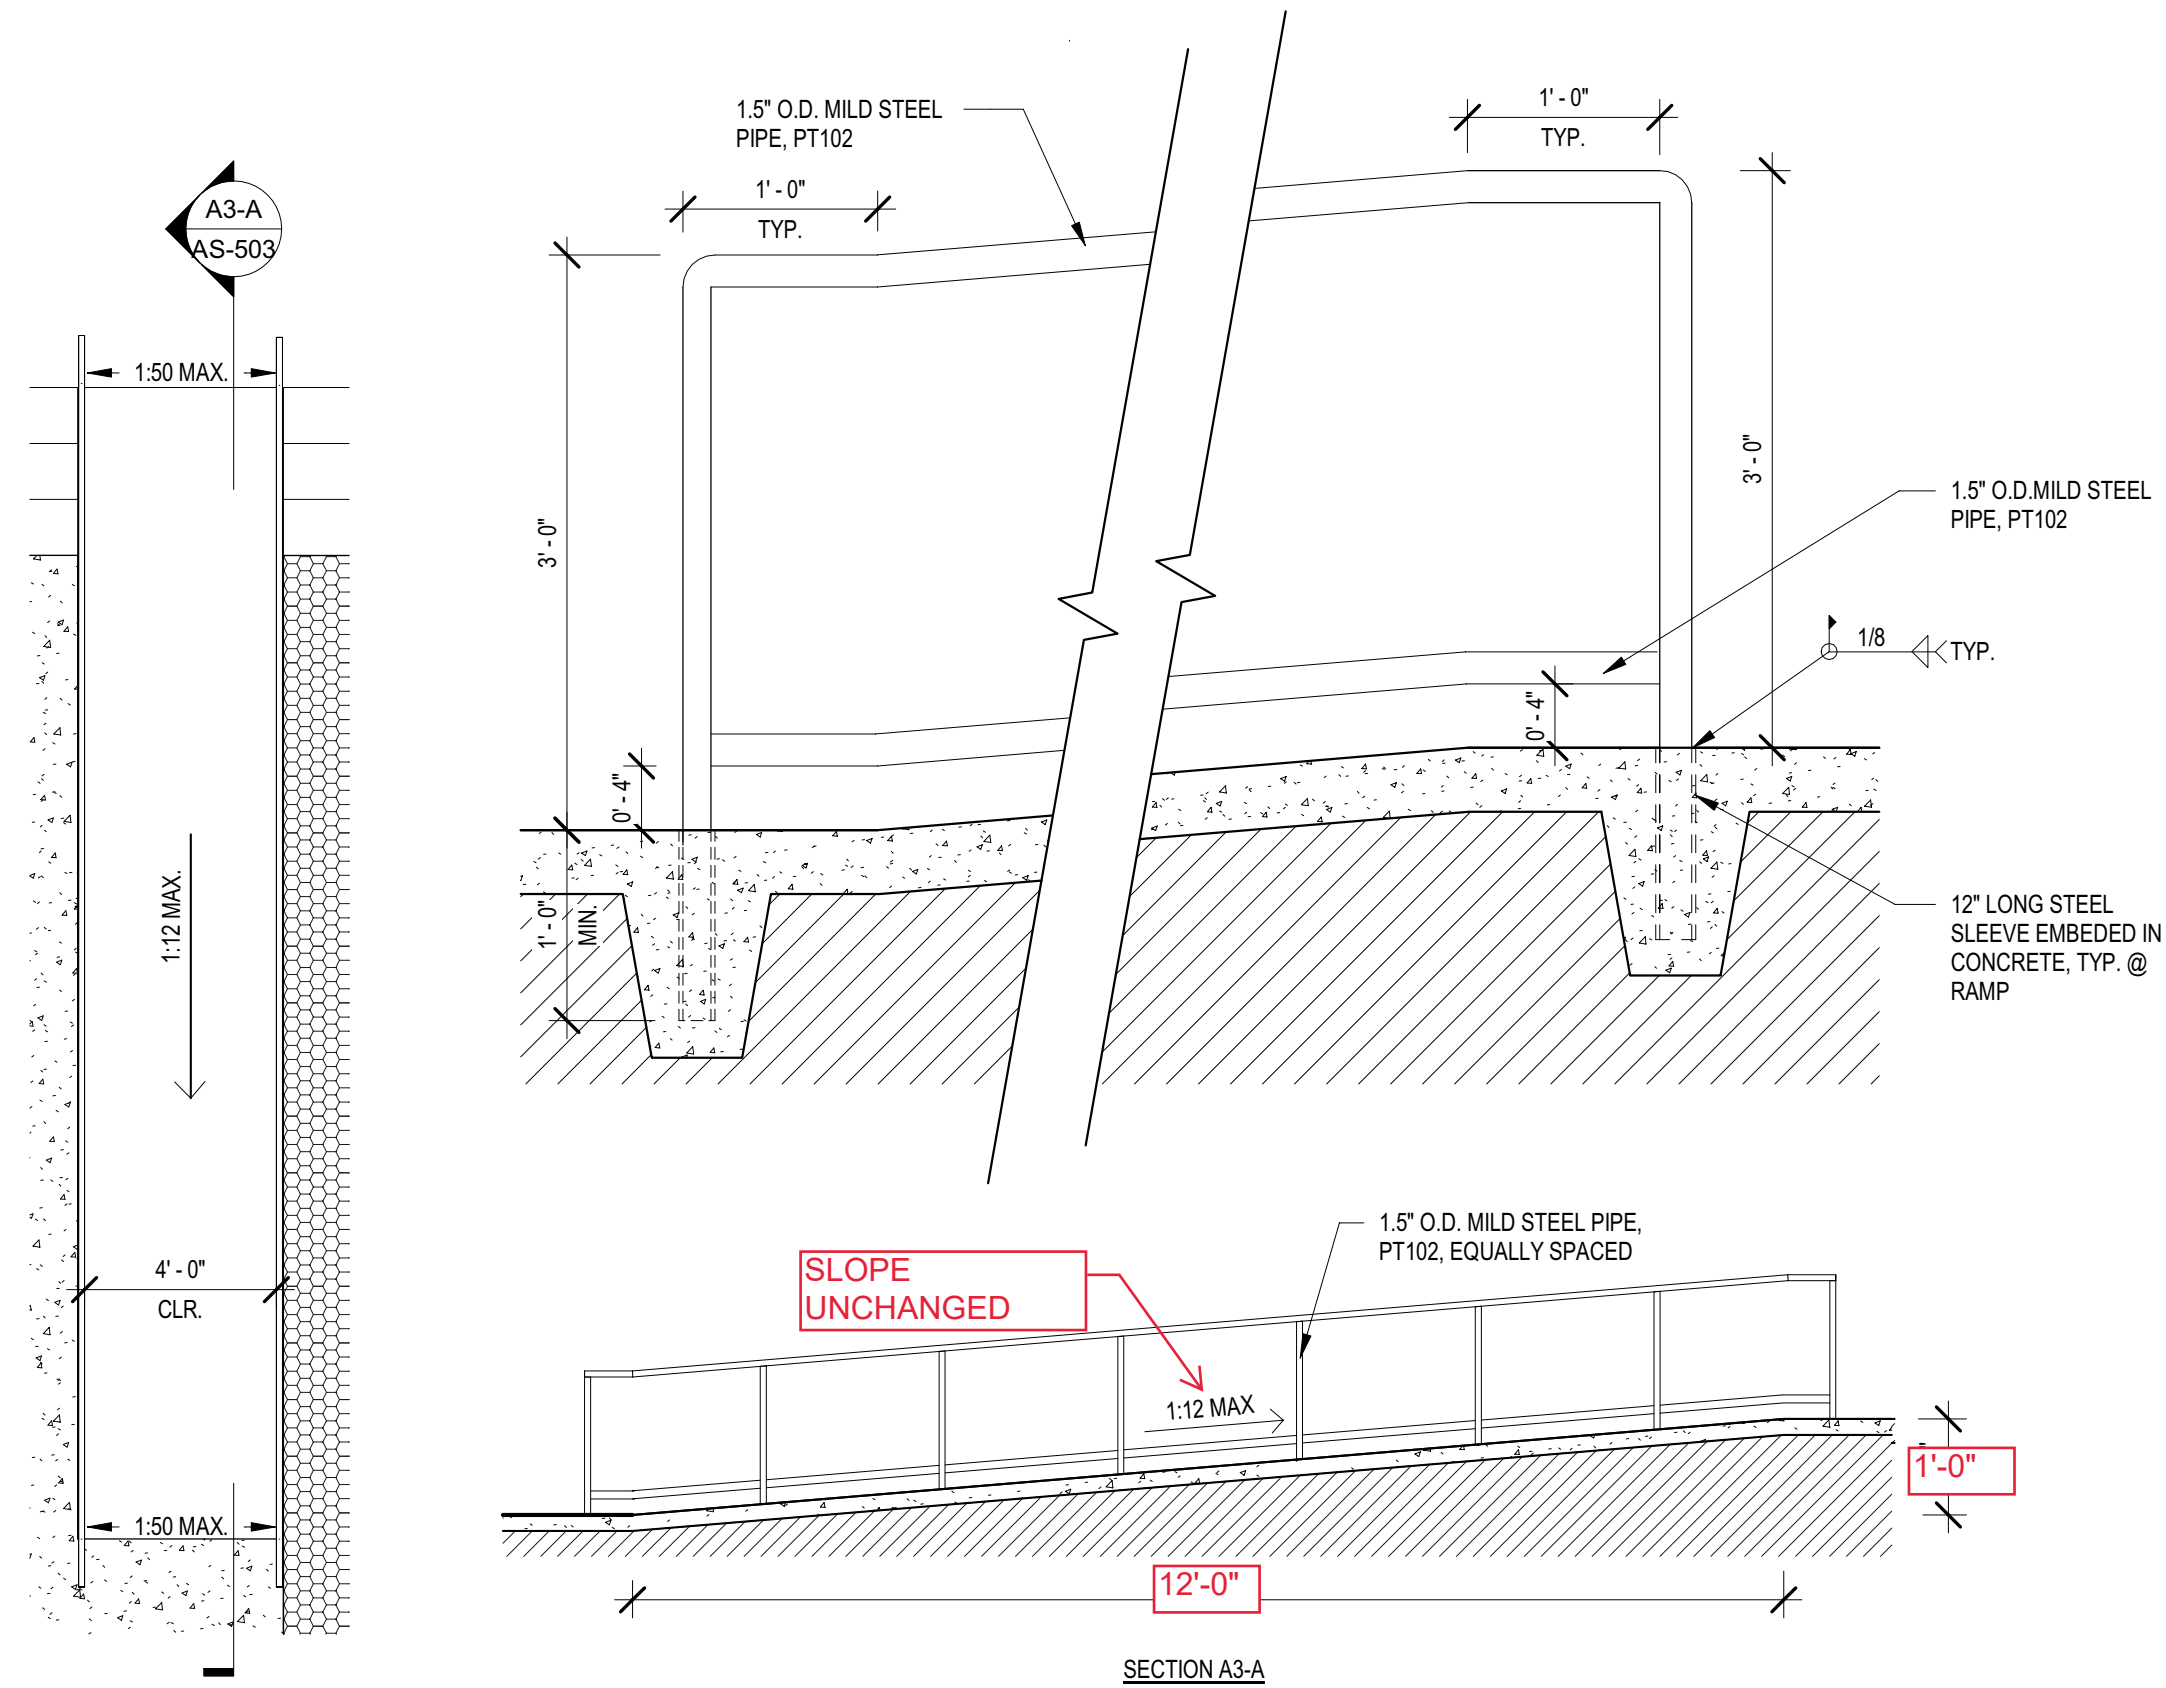 1.5" O.D. MILD STEEL
PIPE, PT102
1' - 0"
TYP.
1' - 0"
TYP.
A3-A
AS-503
1:50 MAX.
3' - 0"
3' - 0"
1.5" O.D.MILD STEEL
PIPE, PT102
1/8
TYP.
0' - 4"
0' - 4"
1:12 MAX.
1' - 0"
MIN.
12" LONG STEEL
SLEEVE EMBEDED IN
CONCRETE, TYP. @
RAMP
4' - 0"
CLR.
1.5" O.D. MILD STEEL PIPE,
PT102, EQUALLY SPACED
SLOPE
UNCHANGED
1:12 MAX
1'-0"
1:50 MAX.
12'-0"
SECTION A3-A